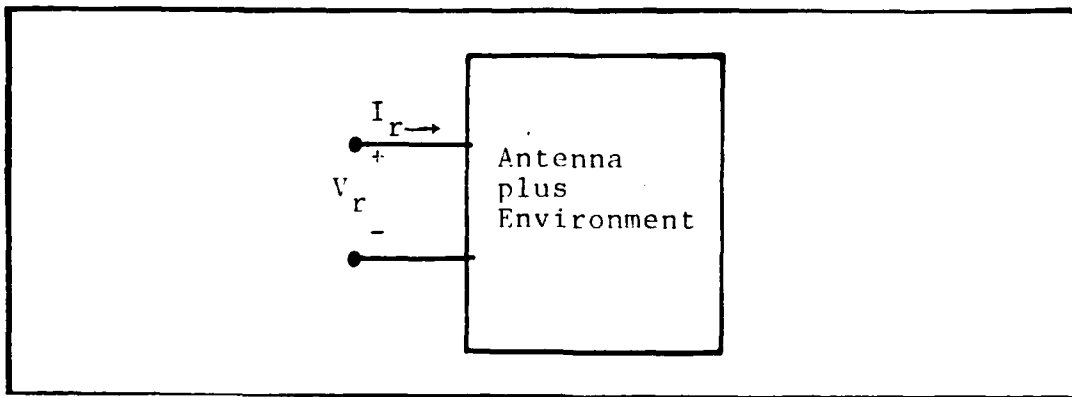 I_r→
+
V_r
-
Antenna
plus
Environment